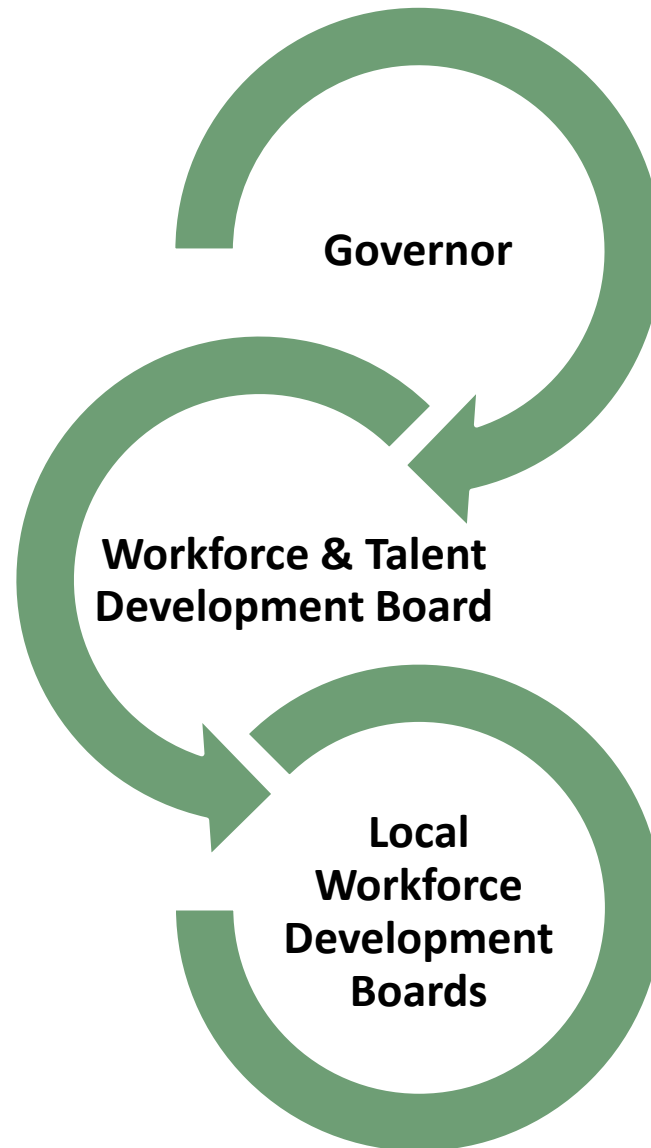 Governor
Workforce & Talent
Development Board
Local
Workforce
Development
Boards